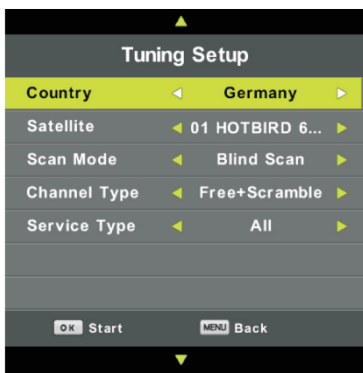 Tuning Setup
Country Germany
Satellite 01 HOTBIRD 6...
Scan Mode Blind Scan
Channel Type Free+Scramble
Service Type All
OK Start MENU Back